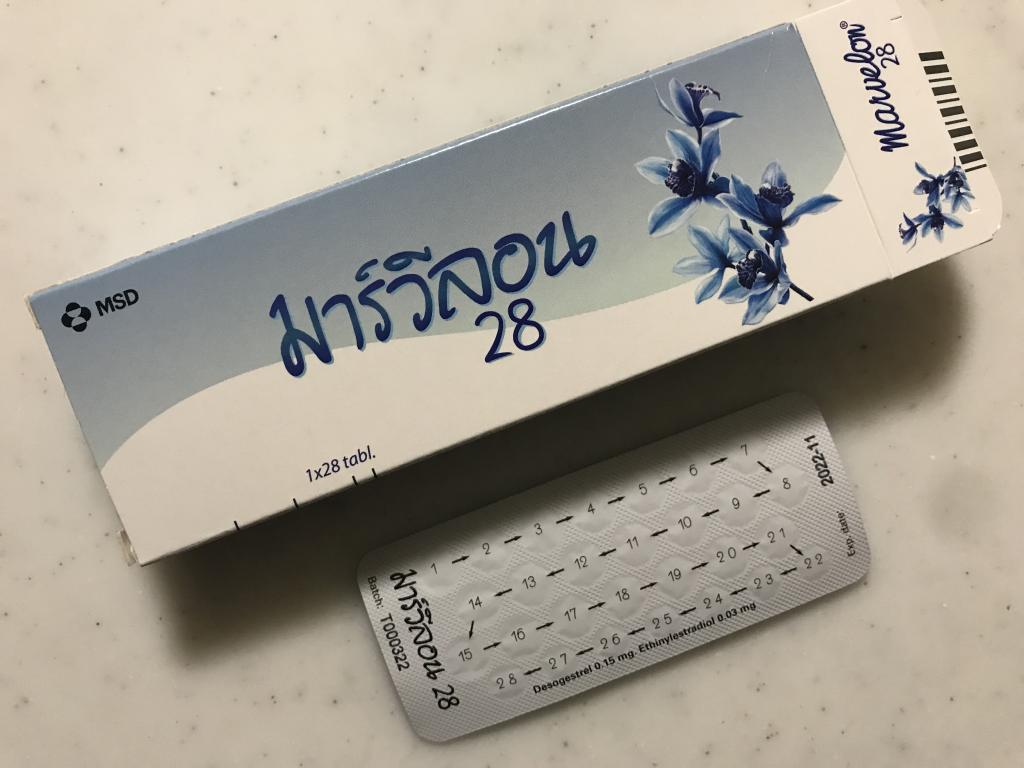 MSD
มาร์วีลอน
28
1x28 tabl.
Marvelon®
28
1 2 3 4 5 6 7
14 13 12 11 10 9 8
15 16 17 18 19 20 21
28 27 26 25 24 23 22
Desogestrel 0.15 mg. Ethinylestradiol 0.03 mg
มาร์วีลอน 28
Batch: T000322
2022-11
Exp. date: